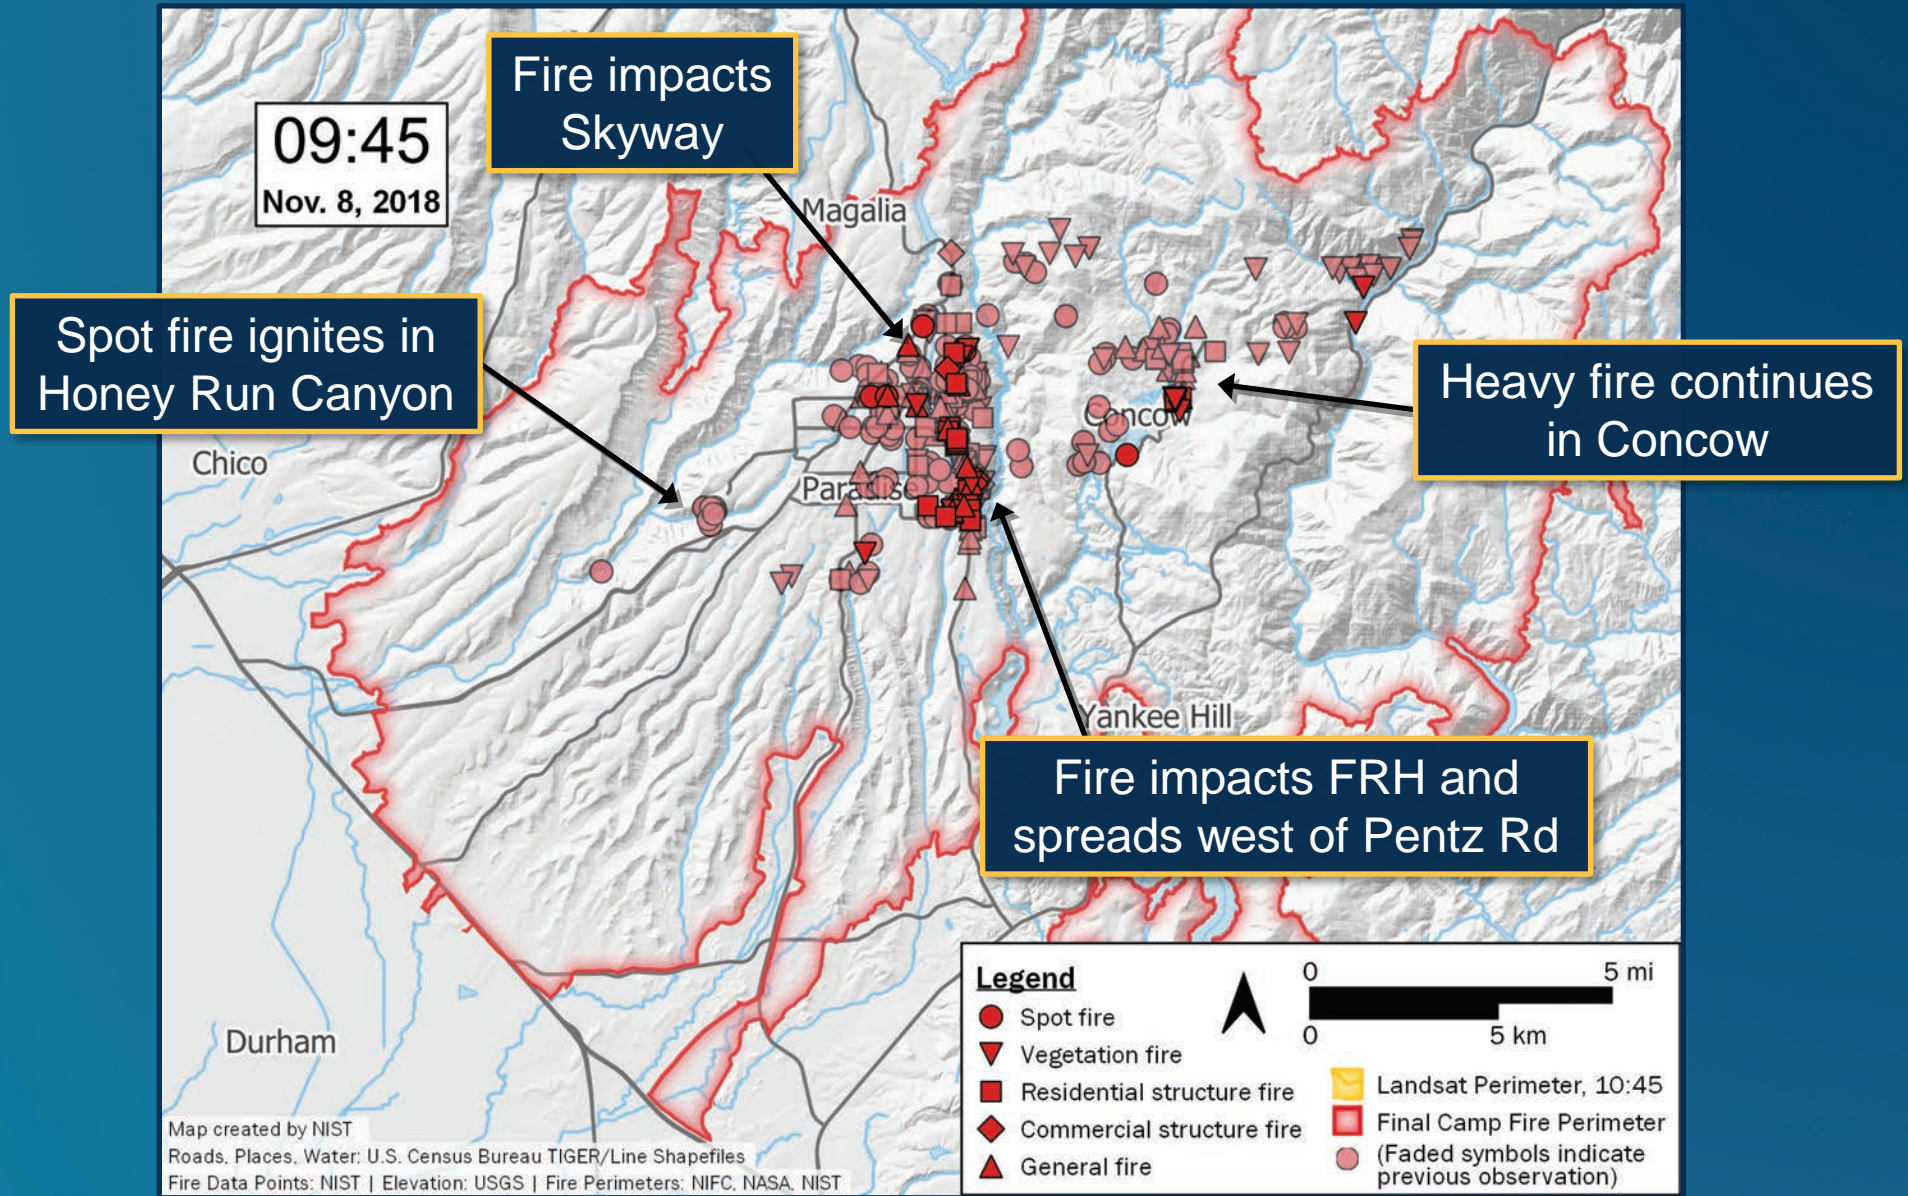 Fire impacts
Skyway
09:45
Nov. 8, 2018
Magalia
Spot fire ignites in
Honey Run Canyon
Heavy fire continues
in Concow
Concow
Chico
Paradise
Yankee Hill
Fire impacts FRH and
spreads west of Pentz Rd
Durham
Legend
Spot fire
Vegetation fire
Residential structure fire
Commercial structure fire
General fire
0 5 mi
0 5 km
Landsat Perimeter, 10:45
Final Camp Fire Perimeter
(Faded symbols indicate
previous observation)
Map created by NIST
Roads, Places, Water: U.S. Census Bureau TIGER/Line Shapefiles
Fire Data Points: NIST | Elevation: USGS | Fire Perimeters: NIFC, NASA, NIST